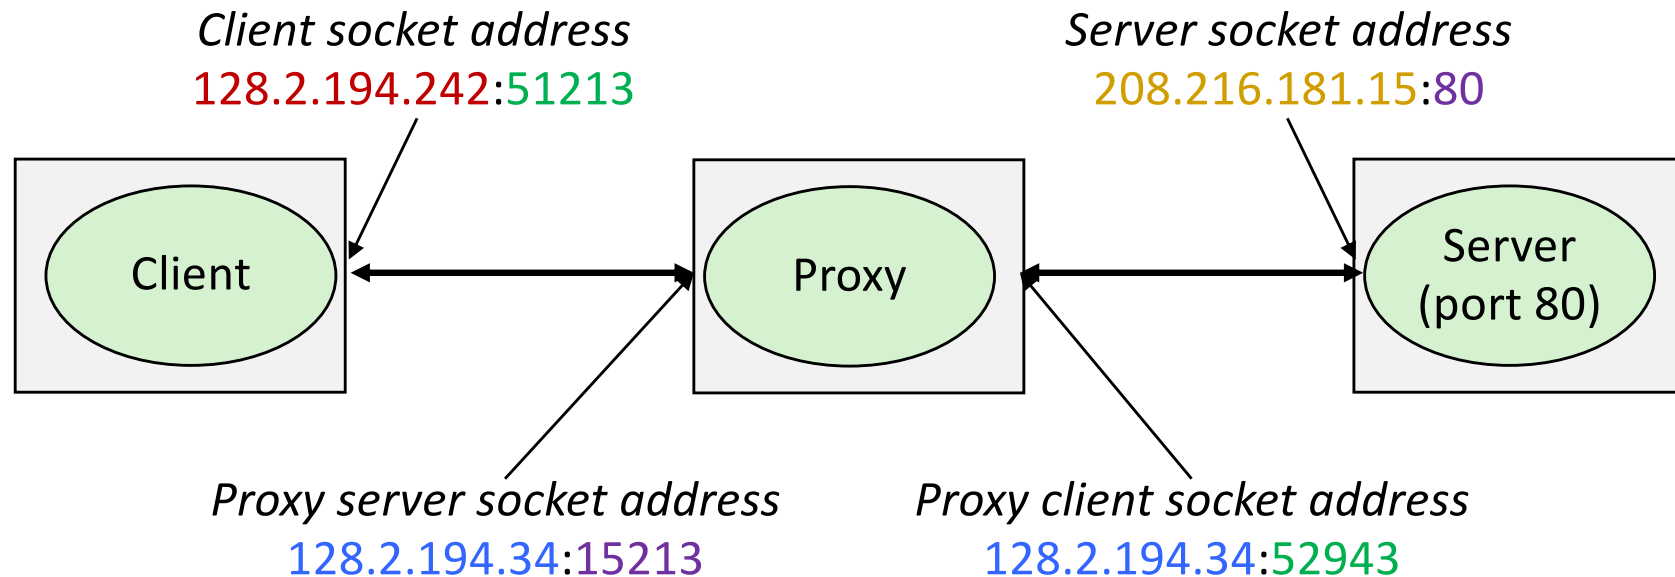 Client socket address
128.2.194.242:51213
Server socket address
208.216.181.15:80
Client
Proxy
Server
(port 80)
Proxy server socket address
128.2.194.34:15213
Proxy client socket address
128.2.194.34:52943